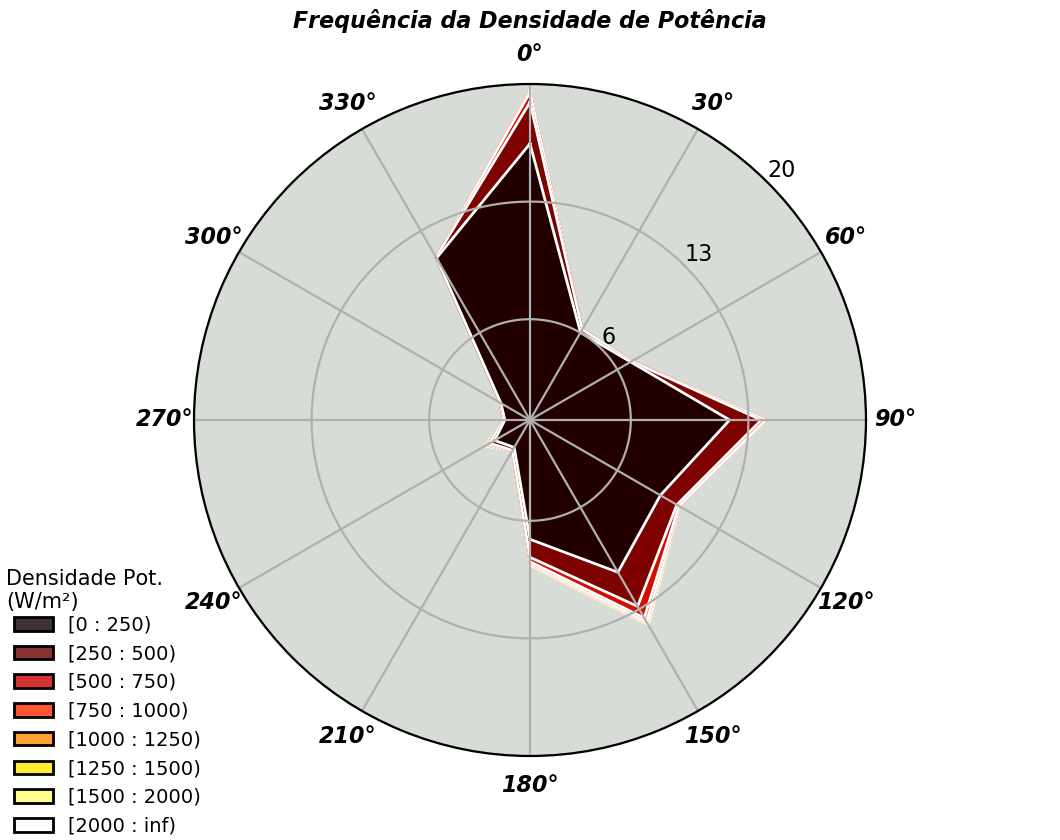 Frequência da Densidade de Potência
0°
330°
30°
20
300°
60°
13
6
270°
90°
240°
120°
210°
150°
180°
Densidade Pot.
(W/m²)
[0 : 250)
[250 : 500)
[500 : 750)
[750 : 1000)
[1000 : 1250)
[1250 : 1500)
[1500 : 2000)
[2000 : inf)